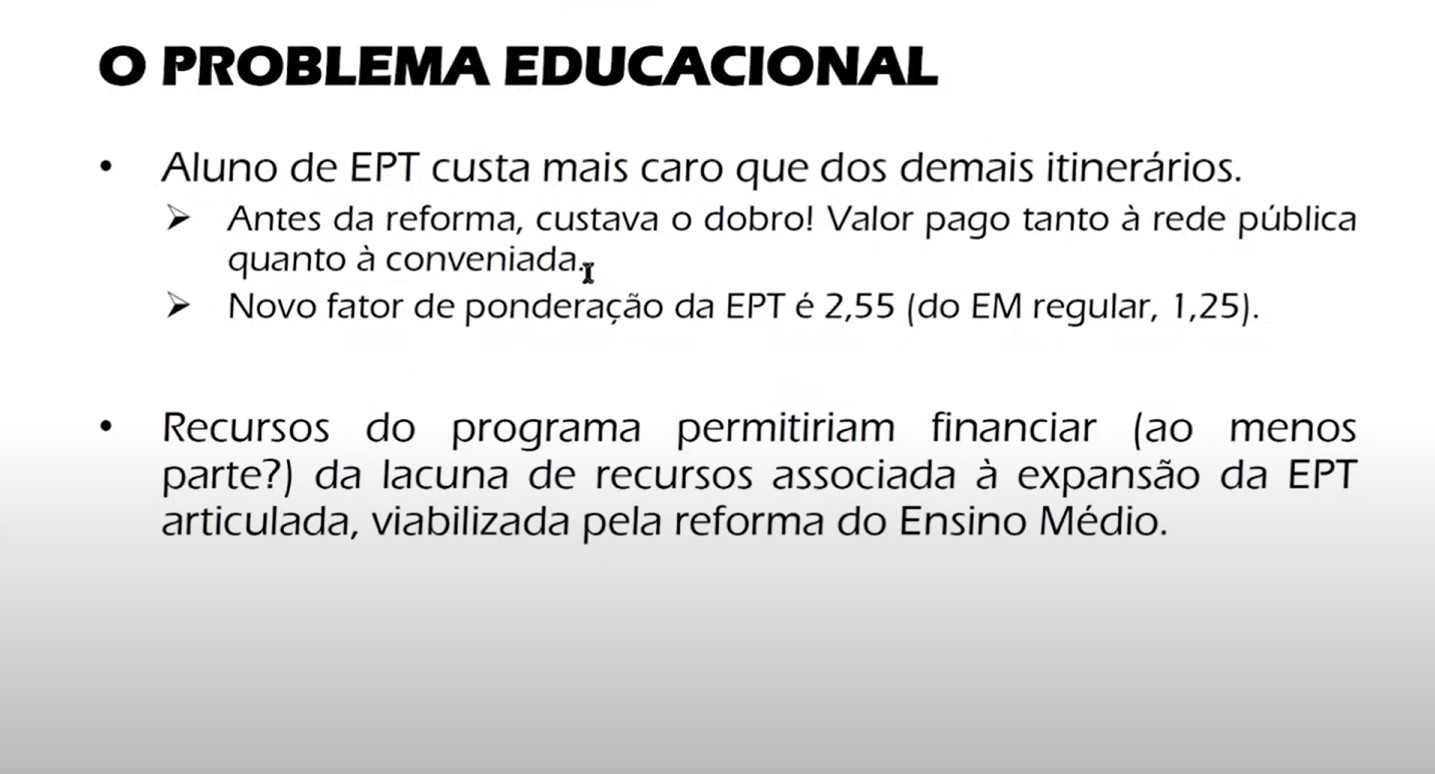 O PROBLEMA EDUCACIONAL
• Aluno de EPT custa mais caro que dos demais itinerários.
➢ Antes da reforma, custava o dobro! Valor pago tanto à rede pública
quanto à conveniada.
➢ Novo fator de ponderação da EPT é 2,55 (do EM regular, 1,25).
• Recursos do programa permitiriam financiar (ao menos
parte?) da lacuna de recursos associada à expansão da EPT
articulada, viabilizada pela reforma do Ensino Médio.